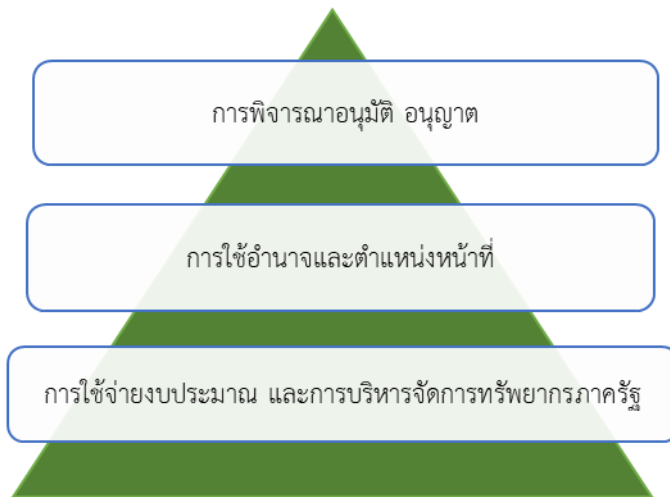 การพิจารณาอนุมัติ อนุญาต
การใช้อำนาจและตำแหน่งหน้าที่
การใช้จ่ายงบประมาณ และการบริหารจัดการทรัพยากรภาครัฐ